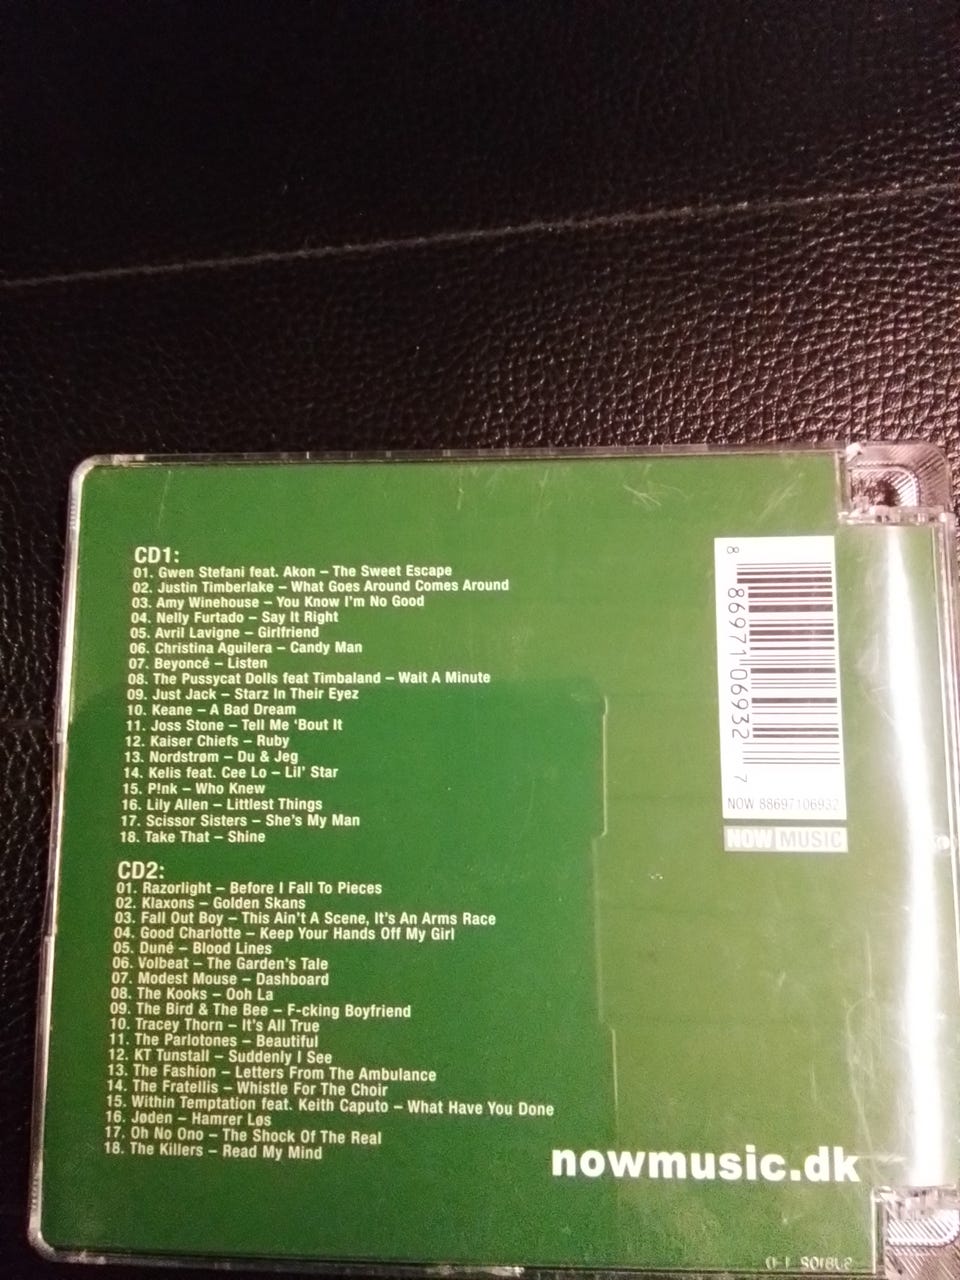 CD1:
01. Gwen Stefani feat. Akon – The Sweet Escape
02. Justin Timberlake – What Goes Around Comes Around
03. Amy Winehouse – You Know I'm No Good
04. Nelly Furtado – Say It Right
05. Avril Lavigne – Girlfriend
06. Christina Aguilera – Candy Man
07. Beyoncé – Listen
08. The Pussycat Dolls feat Timbaland – Wait A Minute
09. Just Jack – Starz In Their Eyez
10. Keane – A Bad Dream
11. Joss Stone – Tell Me 'Bout It
12. Kaiser Chiefs – Ruby
13. Nordstrøm – Du & Jeg
14. Kelis feat. Cee Lo – Lil' Star
15. P!nk – Who Knew
16. Lily Allen – Littlest Things
17. Scissor Sisters – She's My Man
18. Take That – Shine
CD2:
01. Razorlight – Before I Fall To Pieces
02. Klaxons – Golden Skans
03. Fall Out Boy – This Ain't A Scene, It's An Arms Race
04. Good Charlotte – Keep Your Hands Off My Girl
05. Duné – Blood Lines
06. Volbeat – The Garden's Tale
07. Modest Mouse – Dashboard
08. The Kooks – Ooh La
09. The Bird & The Bee – F-cking Boyfriend
10. Tracey Thorn – It's All True
11. The Parlotones – Beautiful
12. KT Tunstall – Suddenly I See
13. The Fashion – Letters From The Ambulance
14. The Fratellis – Whistle For The Choir
15. Within Temptation feat. Keith Caputo – What Have You Done
16. Jøden – Hamrer Løs
17. Oh No Ono – The Shock Of The Real
18. The Killers – Read My Mind
8 86971 06932 7
NOW 88697106932
NOW MUSIC
nowmusic.dk